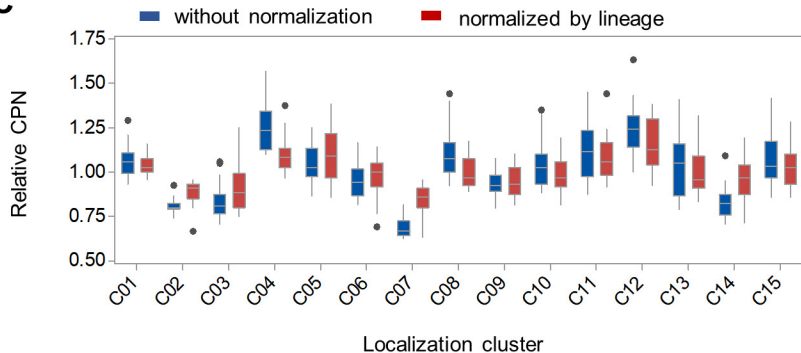 without normalization normalized by lineage
Relative CPN
1.75
1.50
1.25
1.00
0.75
0.50
C01 C02 C03 C04 C05 C06 C07 C08 C09 C10 C11 C12 C13 C14 C15
Localization cluster